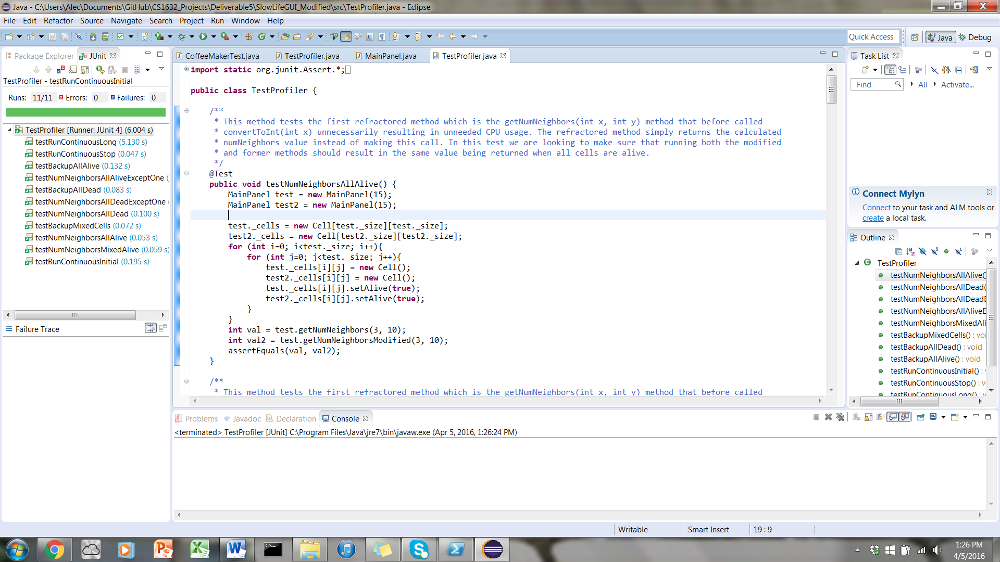 Java - C:\Users\Alec\Documents\GitHub\CS1632_Projects\Deliverable5\SlowLifeGUI_Modified\src\TestProfiler.java - Eclipse
File Edit Refactor Source Navigate Search Project Run Window Help
Quick Access Java Debug
Package Explorer JUnit
TestProfiler - testRunContinuousInitial
Runs: 11/11 Errors: 0 Failures: 0
TestProfiler [Runner: JUnit 4] (6.004 s)
testRunContinuousLong (5.130 s)
testRunContinuousStop (0.047 s)
testBackupAllAlive (0.132 s)
testNumNeighborsAllAliveExceptOne (
testBackupAllDead (0.083 s)
testNumNeighborsAllDeadExceptOne
testNumNeighborsAllDead (0.100 s)
testBackupMixedCells (0.072 s)
testNumNeighborsAllAlive (0.053 s)
testNumNeighborsMixedAlive (0.059 s)
testRunContinuousInitial (0.195 s)
Failure Trace
CoffeeMakerTest.java TestProfiler.java MainPanel.java TestProfiler.java
import static org.junit.Assert.*;
public class TestProfiler {
/**
* This method tests the first refractored method which is the getNumNeighbors(int x, int y) method that before called
* convertToInt(int x) unnecessarily resulting in unneeded CPU usage. The refractored method simply returns the calculated
* numNeighbors value instead of making this call. In this test we are looking to make sure that running both the modified
* and former methods should result in the same value being returned when all cells are alive.
*/
@Test
public void testNumNeighborsAllAlive() {
MainPanel test = new MainPanel(15);
MainPanel test2 = new MainPanel(15);
test._cells = new Cell[test._size][test._size];
test2._cells = new Cell[test2._size][test2._size];
for (int i=0; i<test._size; i++){
for (int j=0; j<test._size; j++){
test._cells[i][j] = new Cell();
test2._cells[i][j] = new Cell();
test._cells[i][j].setAlive(true);
test2._cells[i][j].setAlive(true);
}
}
int val = test.getNumNeighbors(3, 10);
int val2 = test.getNumNeighborsModified(3, 10);
assertEquals(val, val2);
}
/**
* This method tests the first refractored method which is the getNumNeighbors(int x, int y) method that before called
Task List
Find All Activate...
Connect Mylyn
Connect to your task and ALM tools or
create a local task.
Outline
TestProfiler
testNumNeighborsAllAlive()
testNumNeighborsAllDead(
testNumNeighborsAllDeadE
testNumNeighborsAllAliveE
testNumNeighborsMixedAli
testBackupMixedCells() : voi
testBackupAllDead() : void
testBackupAllAlive() : void
testRunContinuousInitial() : v
testRunContinuousStop() : v
testRunContinuousLong() : v
Problems Javadoc Declaration Console
<terminated> TestProfiler [JUnit] C:\Program Files\Java\jre7\bin\javaw.exe (Apr 5, 2016, 1:26:24 PM)
Writable Smart Insert 19 : 9
1:26 PM
4/5/2016